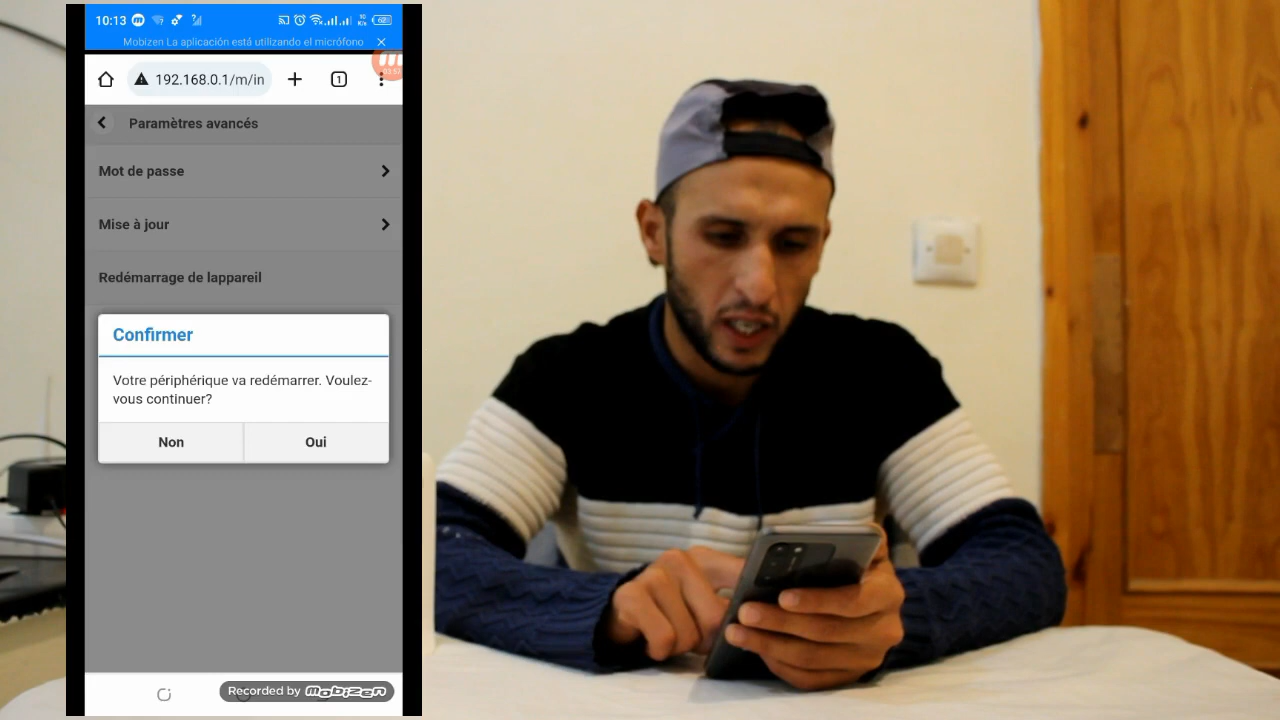 10:13
Mobizen La aplicación está utilizando el micrófono
192.168.0.1/m/in
1
Paramètres avancés
Mot de passe
Mise à jour
Redémarrage de lappareil
Confirmer
Votre périphérique va redémarrer. Voulez-
vous continuer?
Non
Oui
Recorded by mobizen